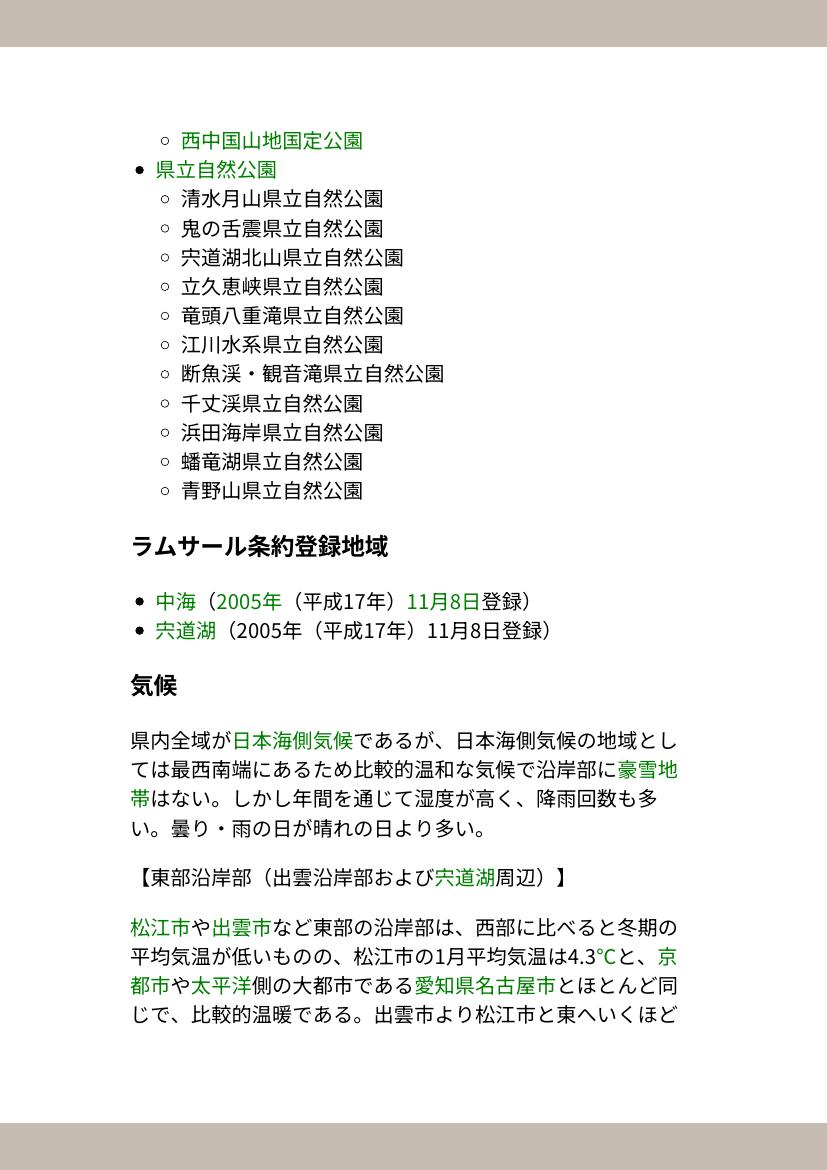 西中国山地国定公園
県立自然公園
清水月山県立自然公園
鬼の舌震県立自然公園
宍道湖北山県立自然公園
立久恵峡県立自然公園
竜頭八重滝県立自然公園
江川水系県立自然公園
断魚渓・観音滝県立自然公園
千丈渓県立自然公園
浜田海岸県立自然公園
蟠竜湖県立自然公園
青野山県立自然公園
ラムサール条約登録地域
中海（2005年（平成17年）11月8日登録）
宍道湖（2005年（平成17年）11月8日登録）
気候
県内全域が日本海側気候であるが、日本海側気候の地域とし
ては最西南端にあるため比較的温和な気候で沿岸部に豪雪地
帯はない。しかし年間を通じて湿度が高く、降雨回数も多
い。曇り・雨の日が晴れの日より多い。
【東部沿岸部（出雲沿岸部および宍道湖周辺）】
松江市や出雲市など東部の沿岸部は、西部に比べると冬期の
平均気温が低いものの、松江市の1月平均気温は4.3℃と、京
都市や太平洋側の大都市である愛知県名古屋市とほとんど同
じで、比較的温暖である。出雲市より松江市と東へいくほど